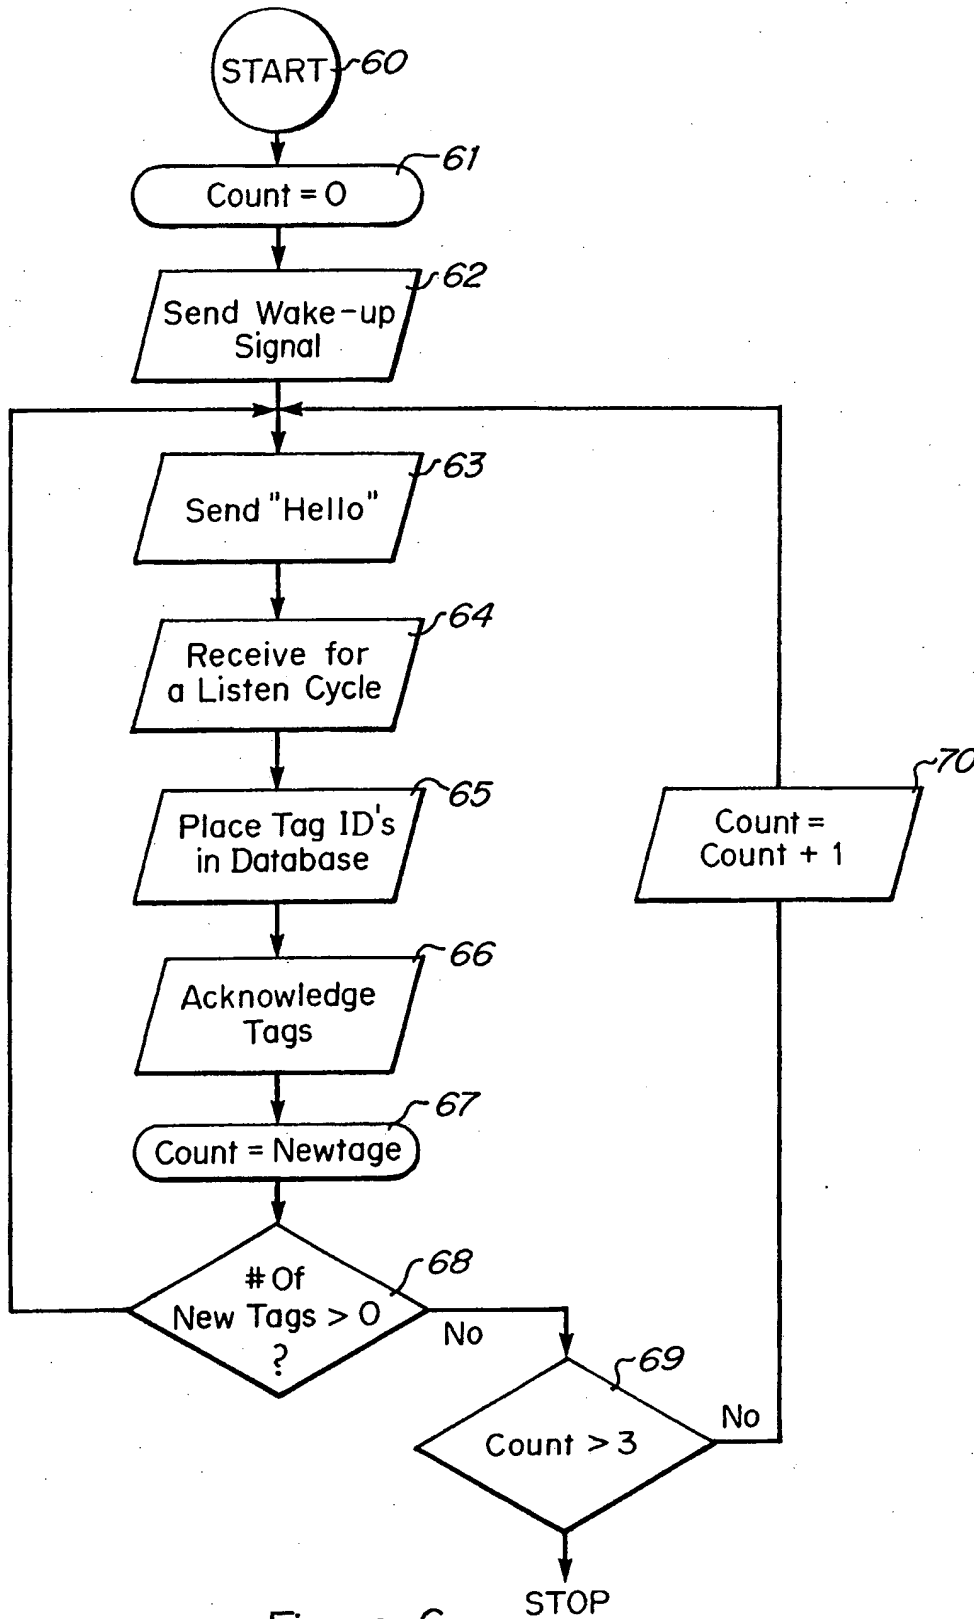 START
60
61
Count = 0
62
Send Wake-up
Signal
63
Send "Hello"
64
Receive for
a Listen Cycle
65
Place Tag ID's
in Database
70
Count =
Count + 1
66
Acknowledge
Tags
67
Count = Newtage
68
# Of
New Tags > 0
?
No
69
Count > 3
No
STOP